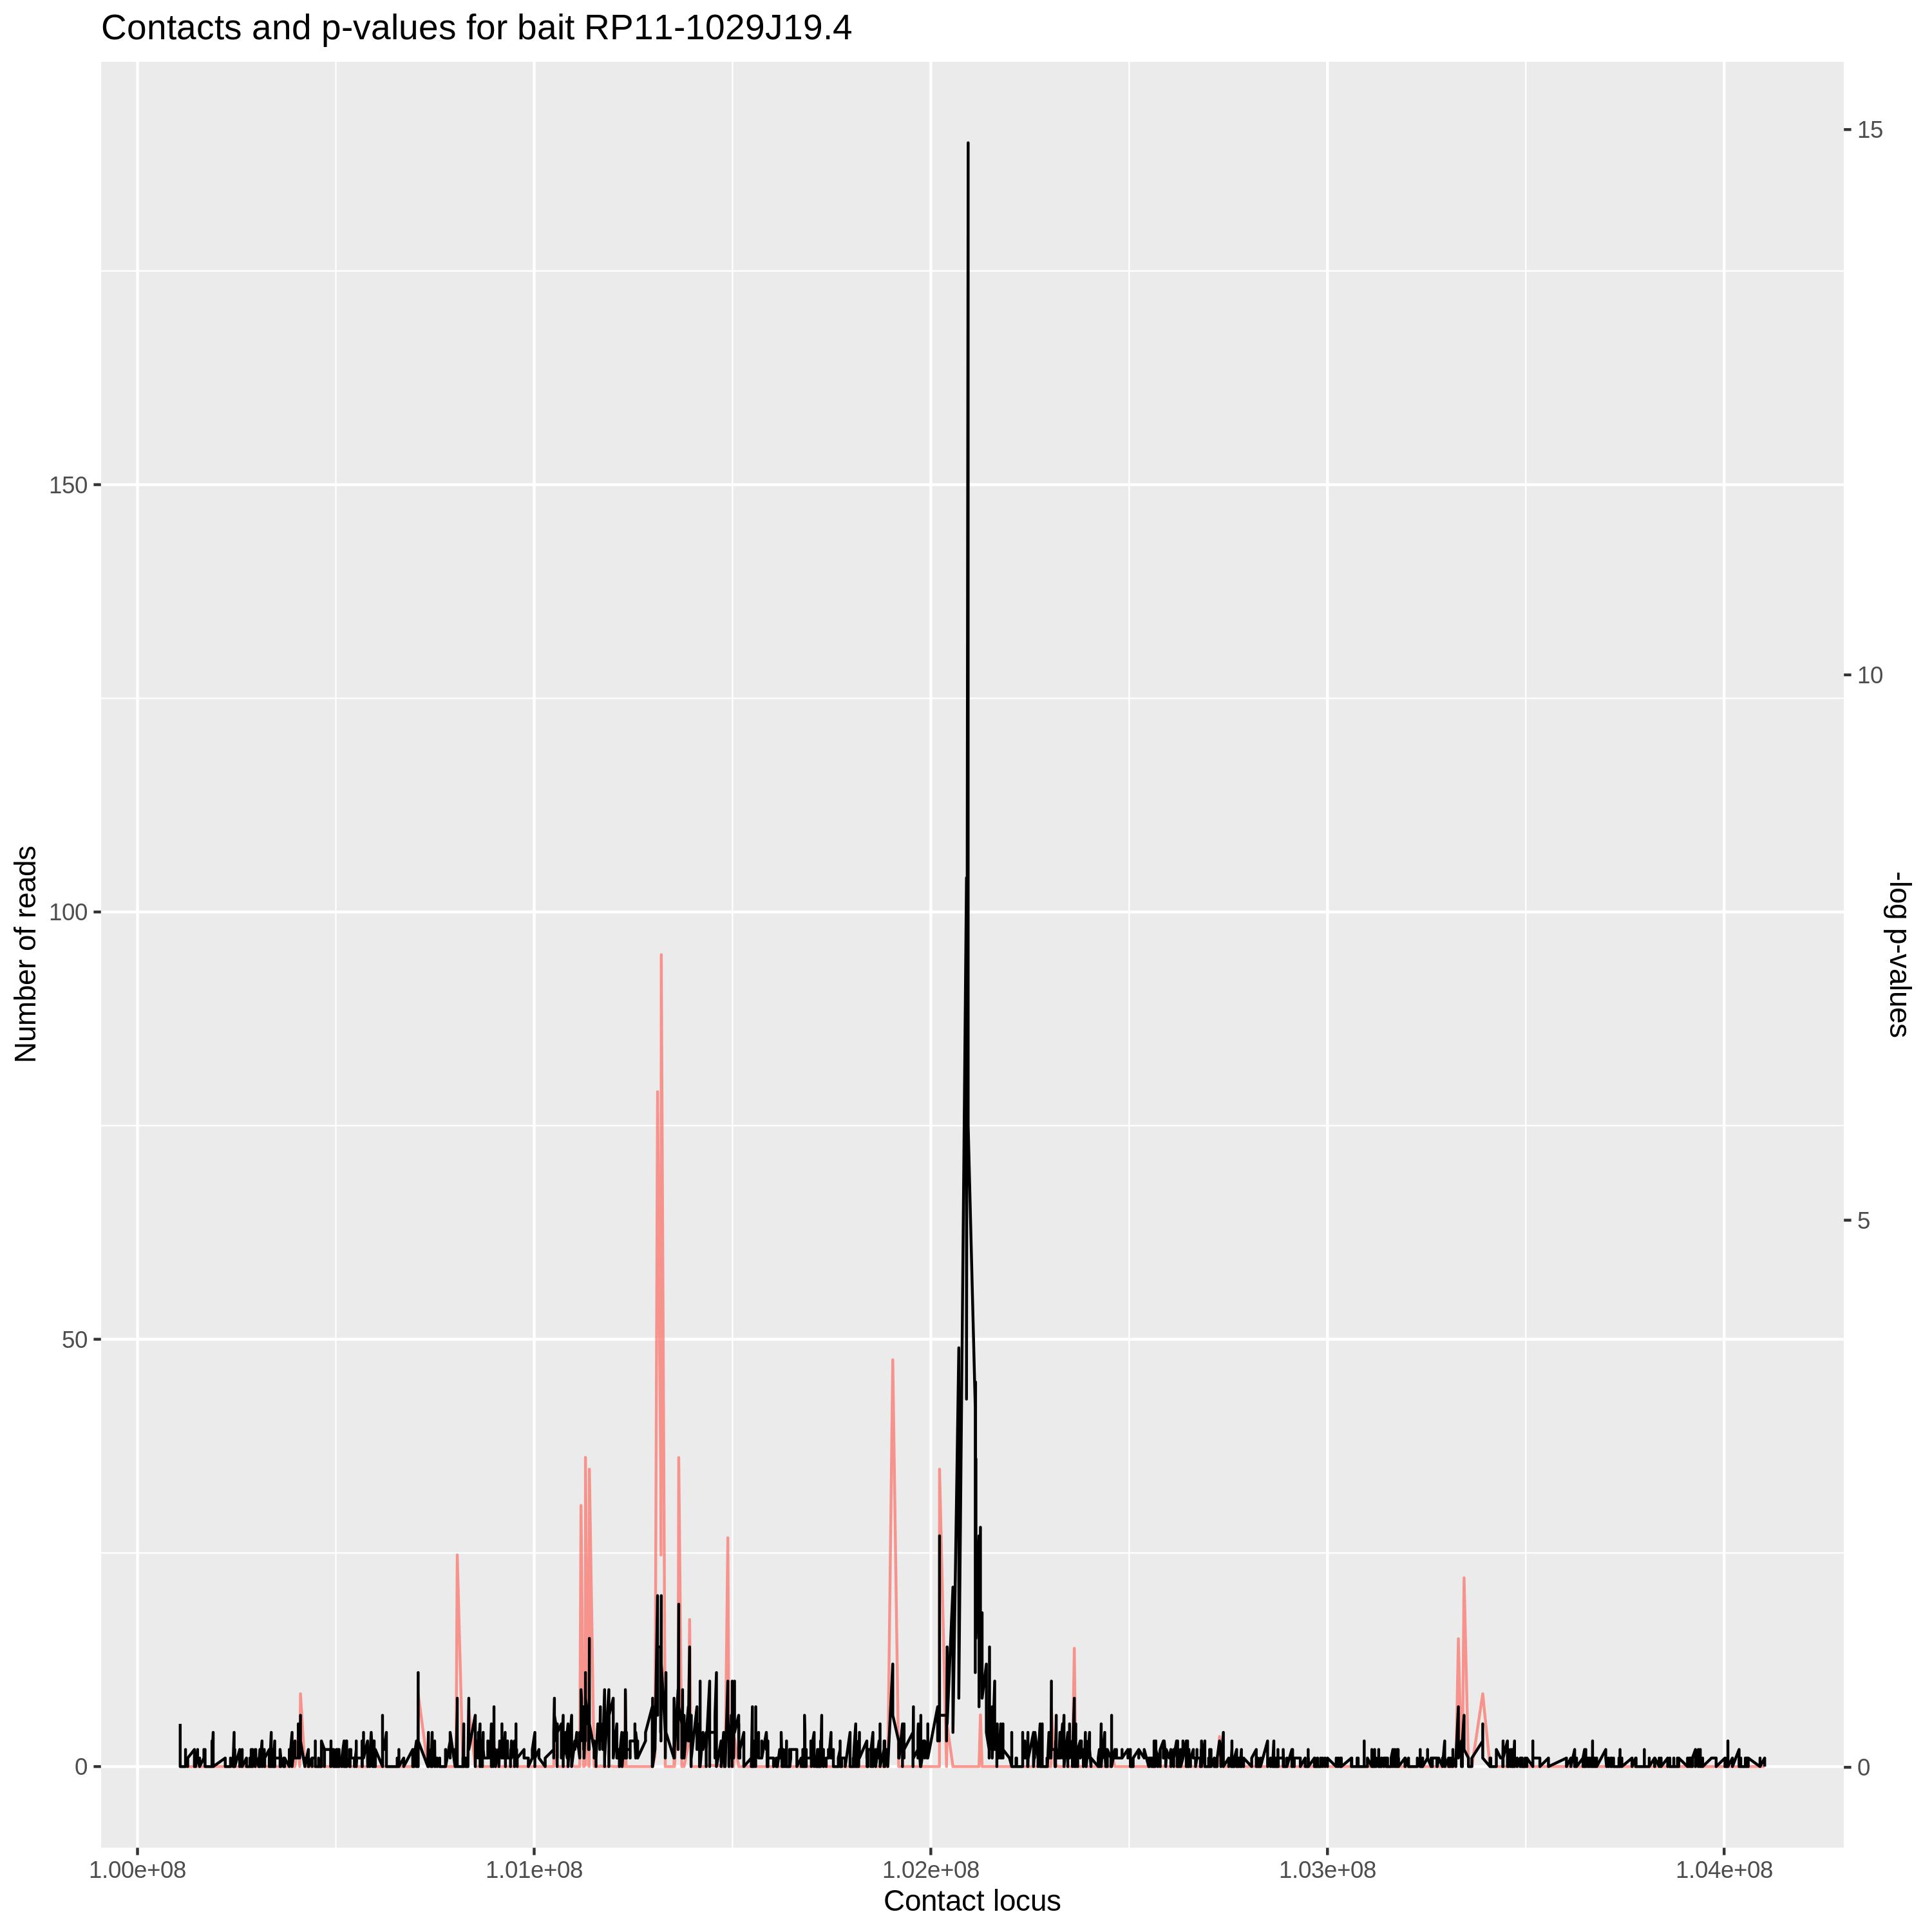 Contacts and p-values for bait RP11-1029J19.4
150
100
50
0
Number of reads
15
10
5
0
-log p-values
1.00e+08 1.01e+08 1.02e+08 1.03e+08 1.04e+08
Contact locus